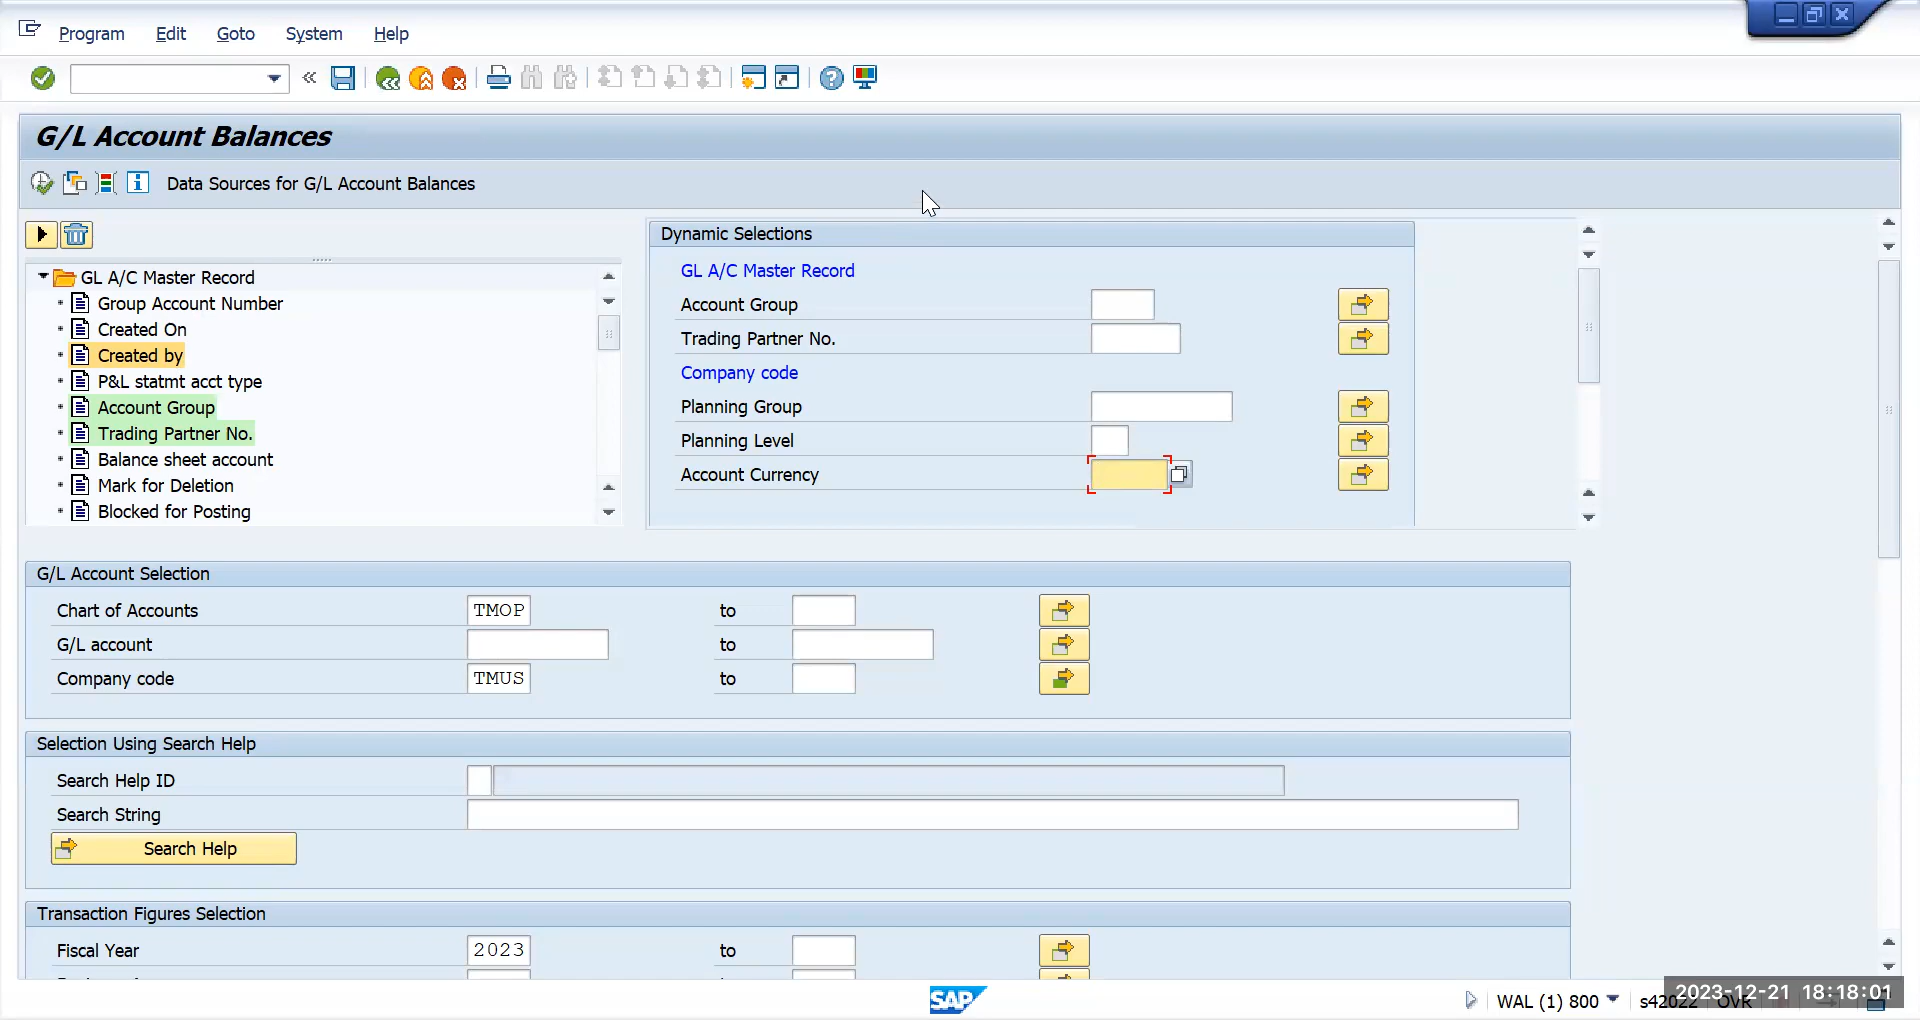 Program Edit Goto System Help
G/L Account Balances
Data Sources for G/L Account Balances
GL A/C Master Record
Group Account Number
Created On
Created by
P&L statmt acct type
Account Group
Trading Partner No.
Balance sheet account
Mark for Deletion
Blocked for Posting
Dynamic Selections
GL A/C Master Record
Account Group
Trading Partner No.
Company code
Planning Group
Planning Level
Account Currency
G/L Account Selection
Chart of Accounts TMOP to
G/L account to
Company code TMUS to
Selection Using Search Help
Search Help ID
Search String
Search Help
Transaction Figures Selection
Fiscal Year 2023 to
SAP WAL (1) 800 s42022 OVR
2023-12-21 18:18:01